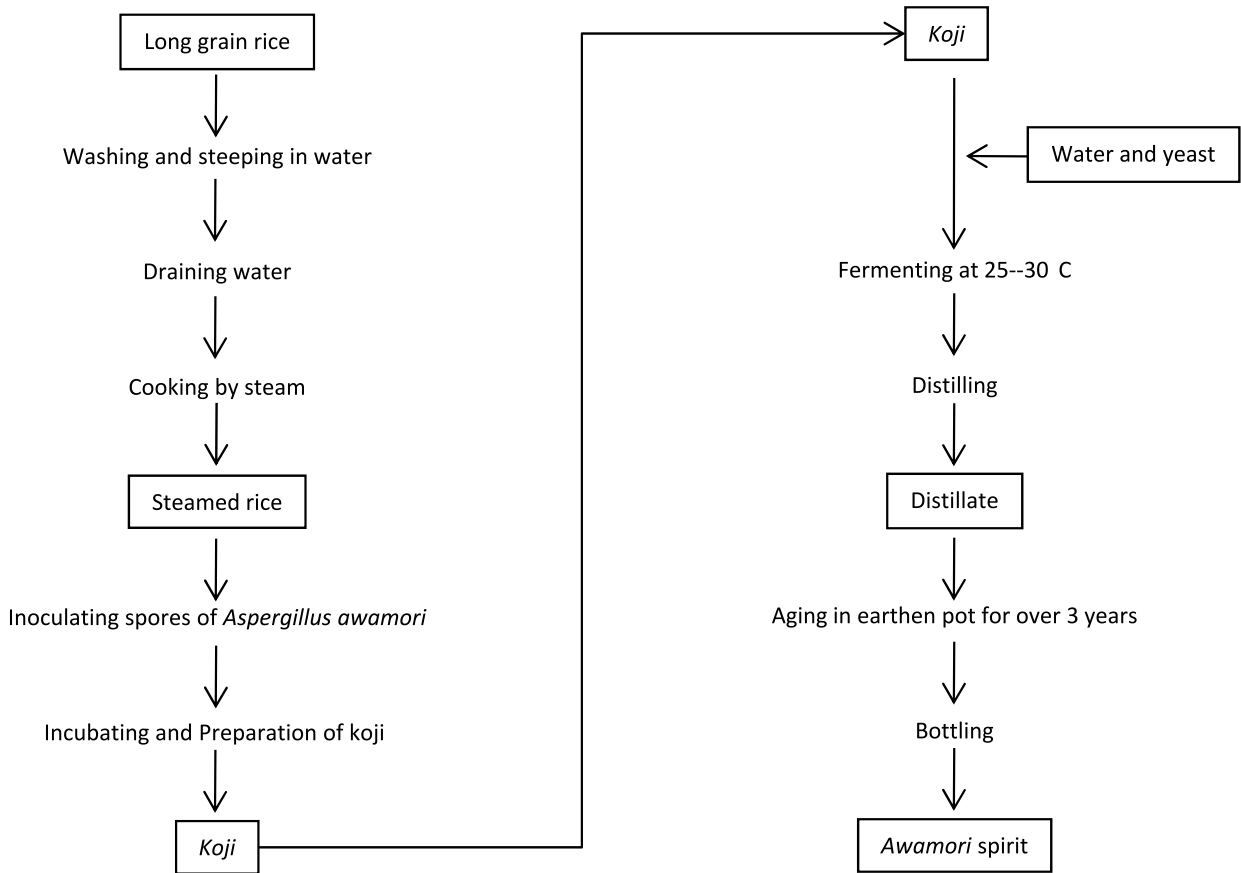 Long grain rice
Washing and steeping in water
Draining water
Cooking by steam
Steamed rice
Inoculating spores of Aspergillus awamori
Incubating and Preparation of koji
Koji
Koji
Water and yeast
Fermenting at 25--30 C
Distilling
Distillate
Aging in earthen pot for over 3 years
Bottling
Awamori spirit